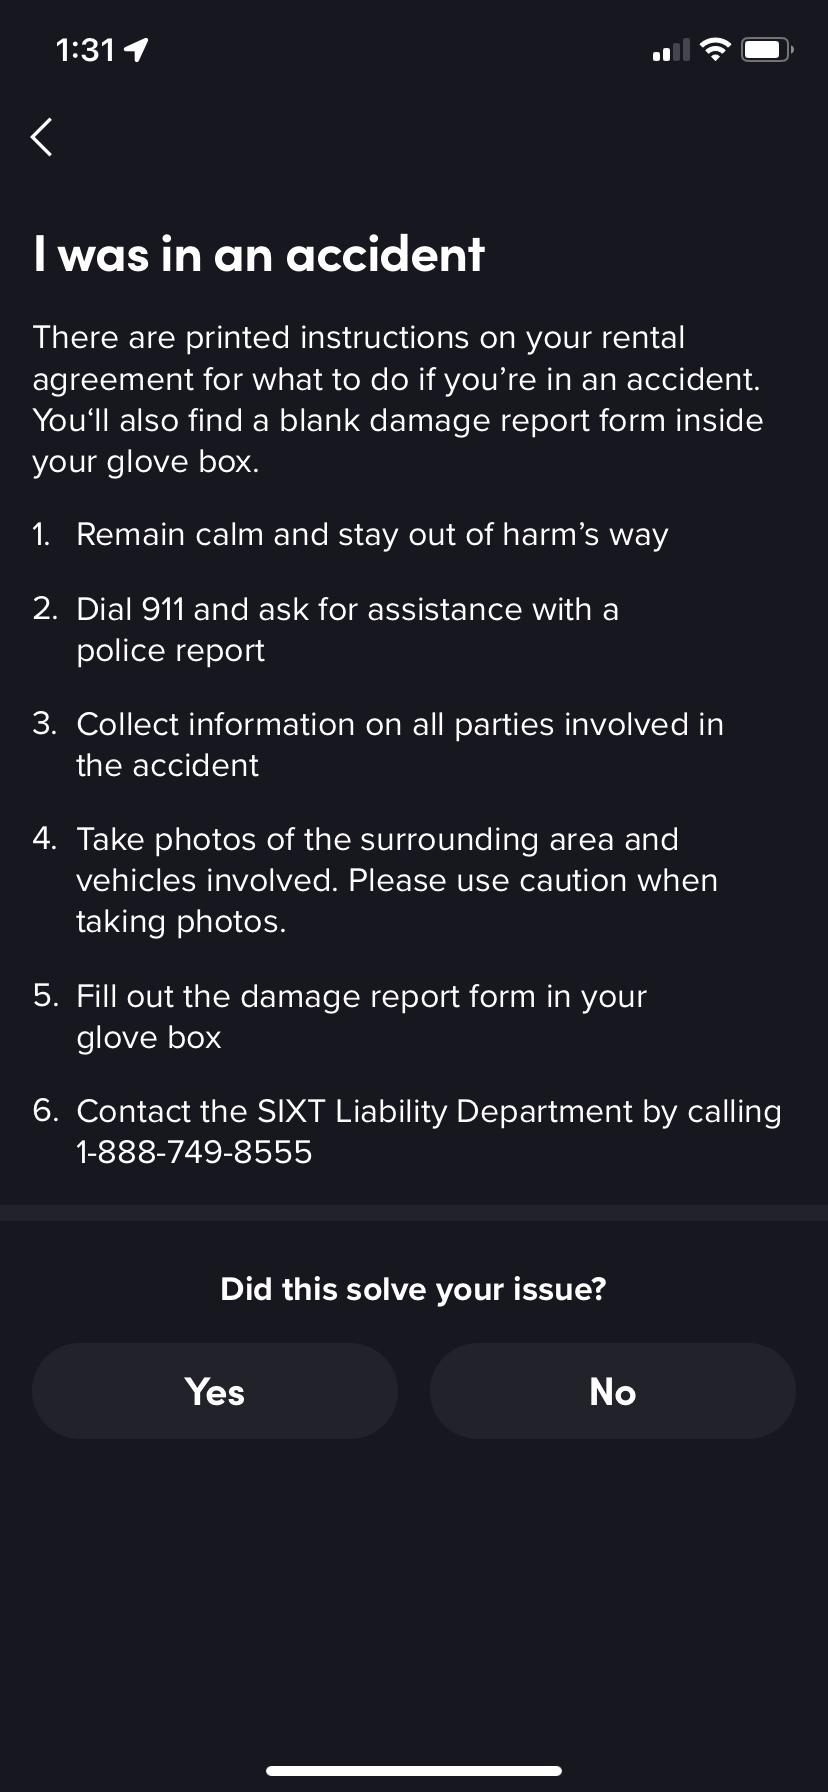 1:31
I was in an accident
There are printed instructions on your rental
agreement for what to do if you’re in an accident.
You‘ll also find a blank damage report form inside
your glove box.
1. Remain calm and stay out of harm’s way
2. Dial 911 and ask for assistance with a
police report
3. Collect information on all parties involved in
the accident
4. Take photos of the surrounding area and
vehicles involved. Please use caution when
taking photos.
5. Fill out the damage report form in your
glove box
6. Contact the SIXT Liability Department by calling
1-888-749-8555
Did this solve your issue?
Yes No